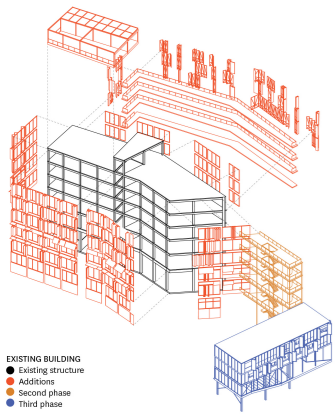 EXISTING BUILDING
Existing structure
Additions
Second phase
Third phase